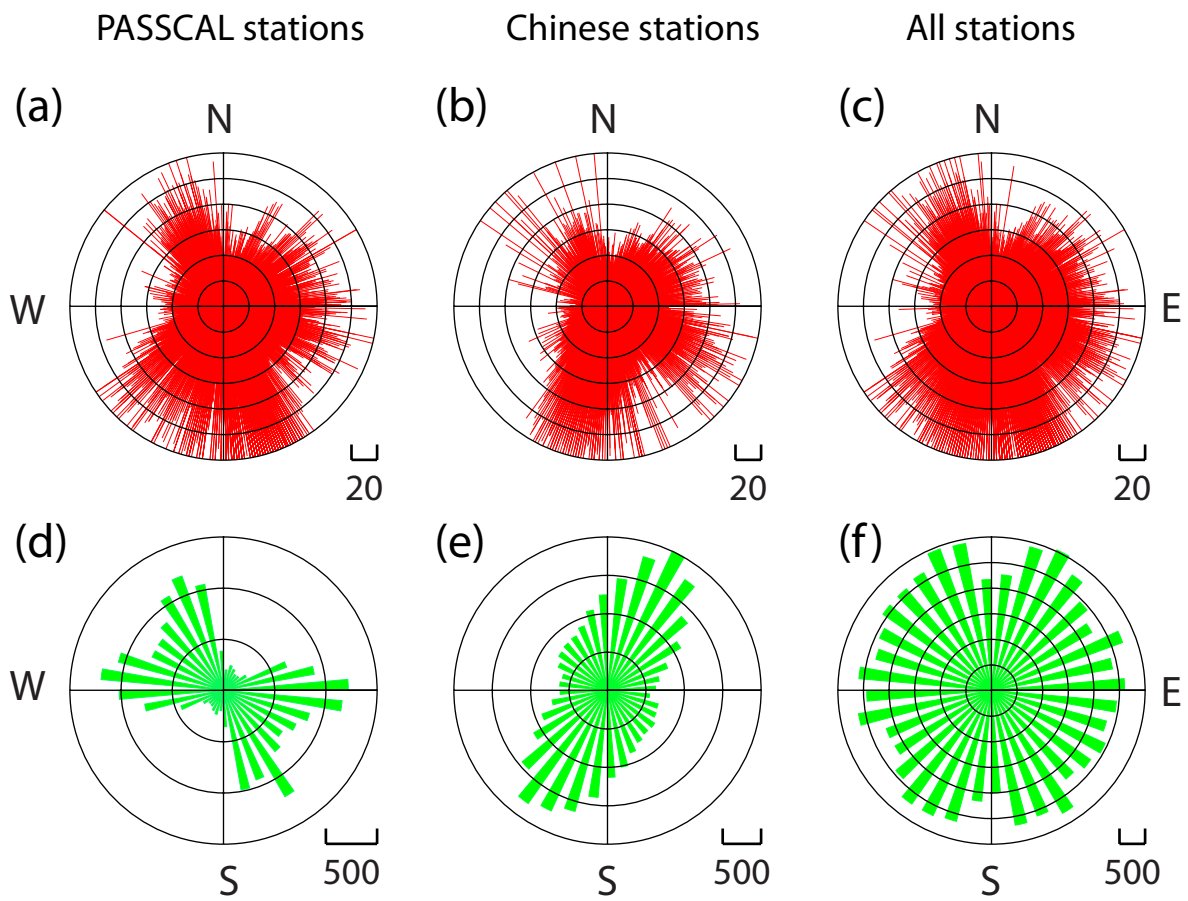 PASSCAL stations
Chinese stations
All stations
(a)
(b)
(c)
N
N
N
W
E
20
20
20
(d)
(e)
(f)
W
E
S
S
S
500
500
500